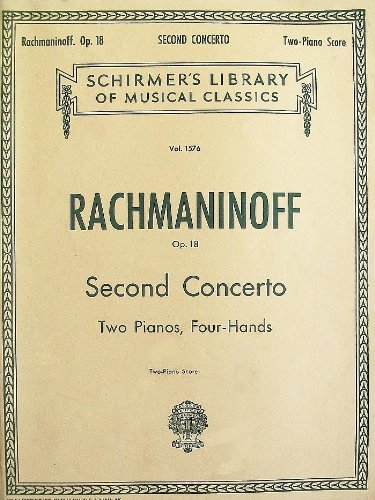 Rachmaninoff. Op. 18 SECOND CONCERTO Two-Piano Score
SCHIRMER'S LIBRARY
OF MUSICAL CLASSICS
Vol. 1576
RACHMANINOFF
Op. 18
Second Concerto
Two Pianos, Four-Hands
Two-Piano Score